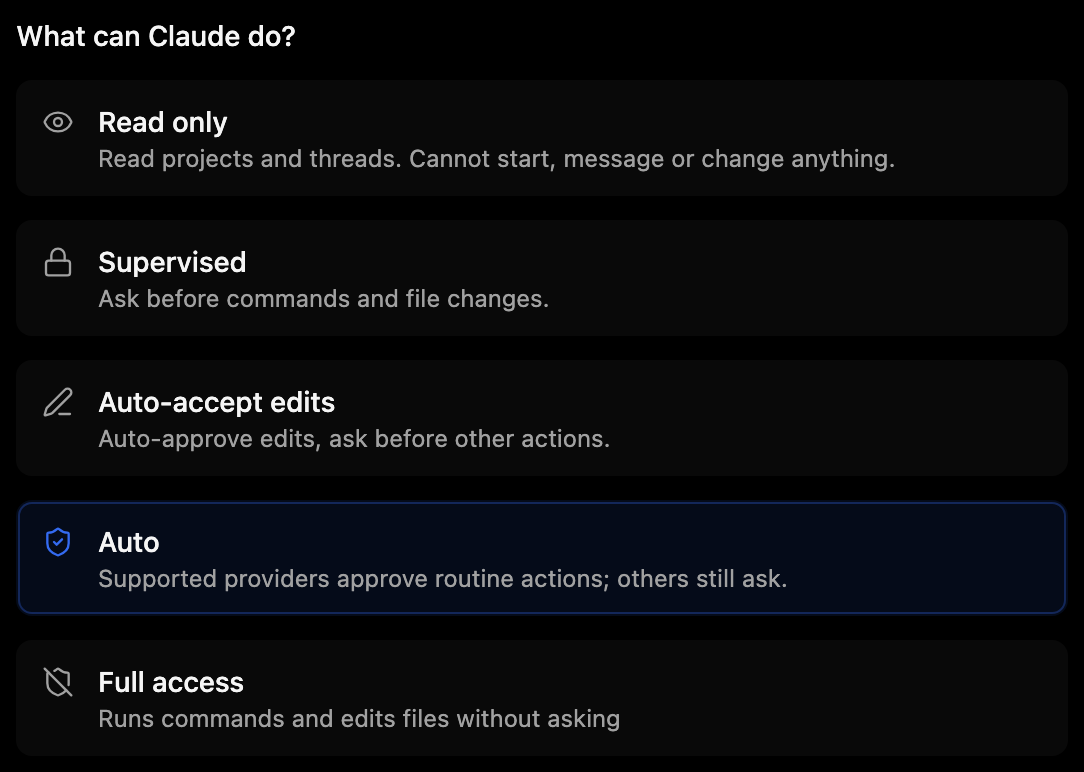 What can Claude do?
Read only
Read projects and threads. Cannot start, message or change anything.
Supervised
Ask before commands and file changes.
Auto-accept edits
Auto-approve edits, ask before other actions.
Auto
Supported providers approve routine actions; others still ask.
Full access
Runs commands and edits files without asking